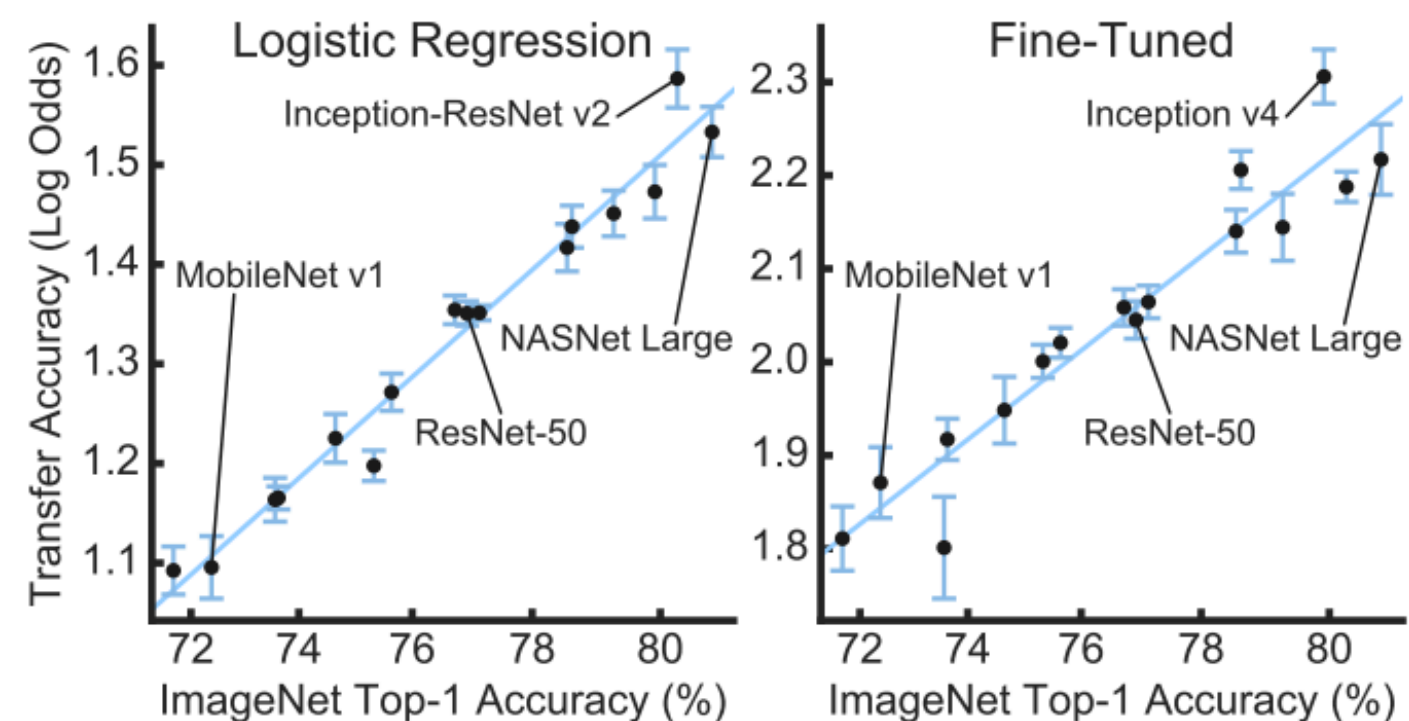 Logistic Regression
Transfer Accuracy (Log Odds)
1.6
1.5
1.4
1.3
1.2
1.1
Inception-ResNet v2
MobileNet v1
NASNet Large
ResNet-50
72 74 76 78 80
ImageNet Top-1 Accuracy (%)
Fine-Tuned
2.3
2.2
2.1
2.0
1.9
1.8
Inception v4
MobileNet v1
NASNet Large
ResNet-50
72 74 76 78 80
ImageNet Top-1 Accuracy (%)